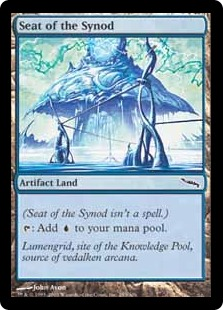 Seat of the Synod
Artifact Land
(Seat of the Synod isn't a spell.)
: Add to your mana pool.
Lumengrid, site of the Knowledge Pool,
source of vedalken arcana.
John Avon